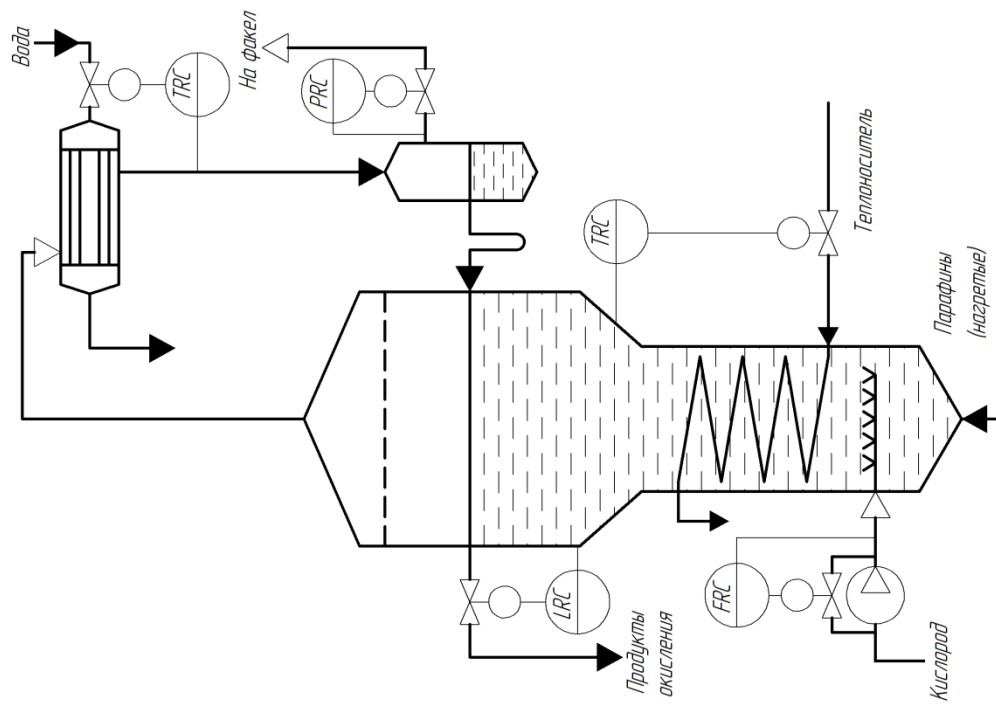 Вода
TRC
На факел
PRC
TRC
Теплоноситель
Парафины
(нагретые)
LRC
FRC
Продукты
окисления
Кислород